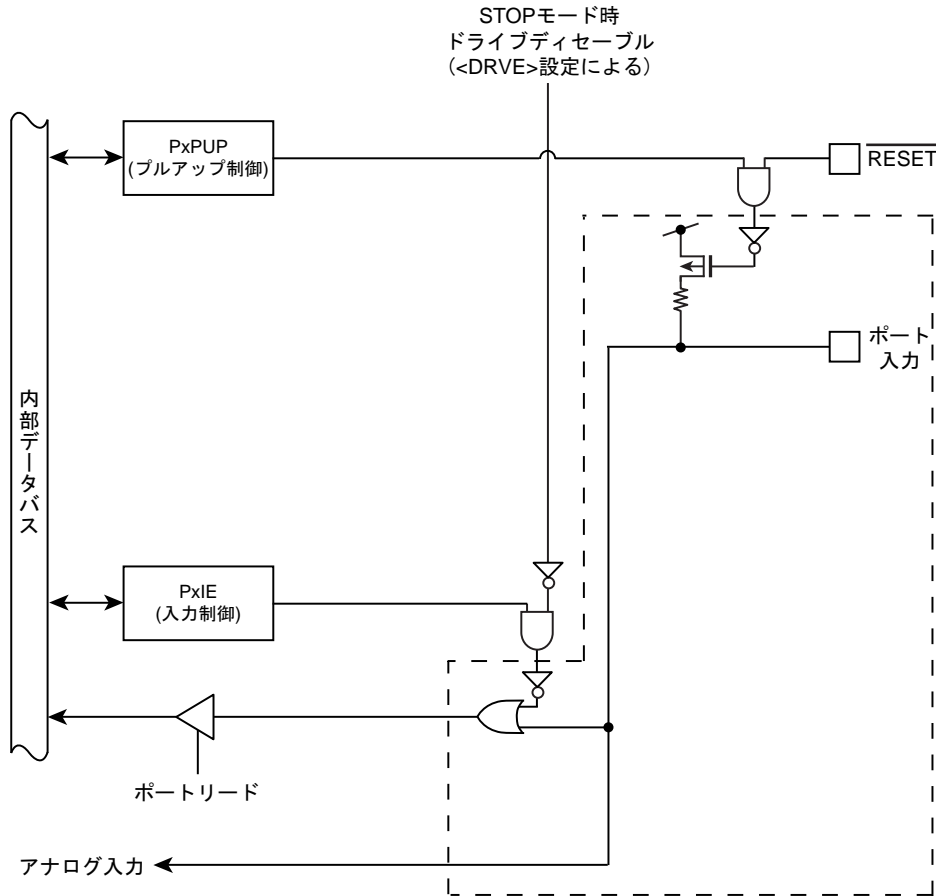 STOPモード時
ドライブディセーブル
(<DRVE>設定による)
PxPUP
(プルアップ制御)
RESET
ポート
入力
内部データバス
PxIE
(入力制御)
ポートリード
アナログ入力